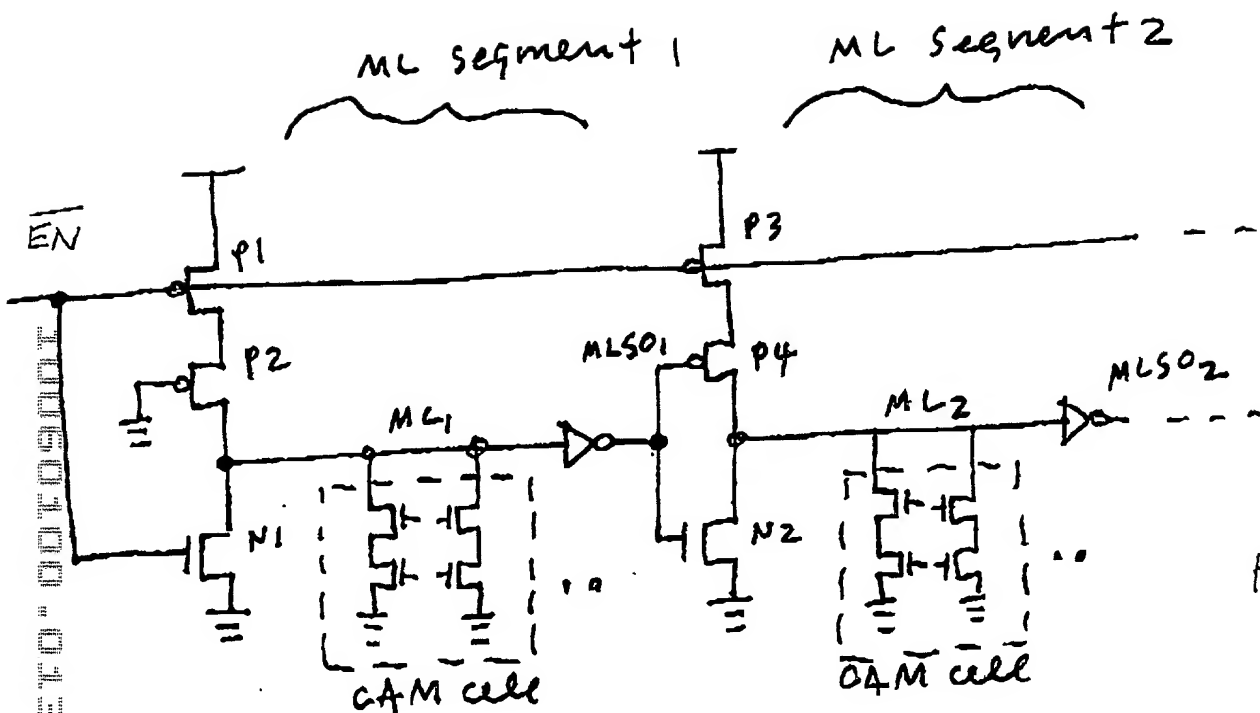 ML segment 1
ML segment 2
EN
P1
P3
P2
MLSO1
P4
MLSO2
ML1
ML2
N1
N2
CAM cell
CAM cell